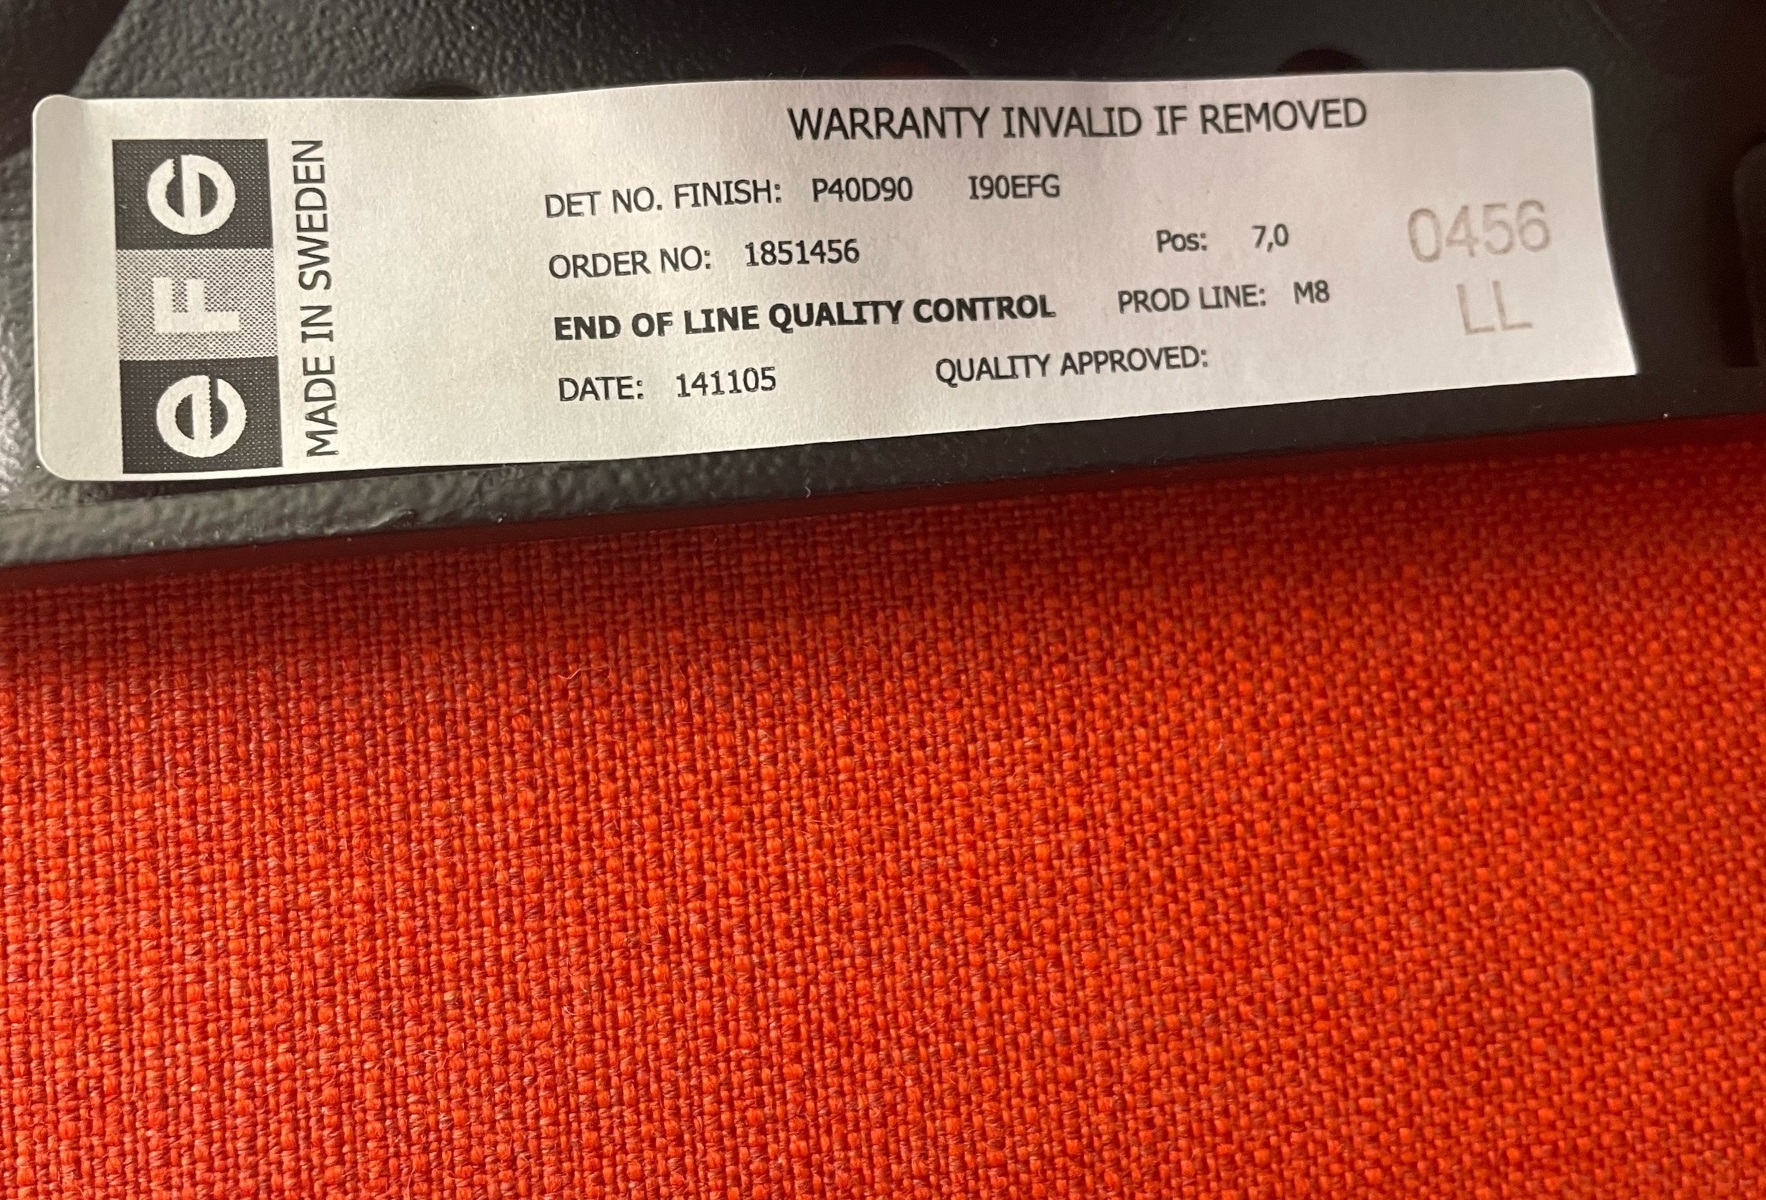 eFG
MADE IN SWEDEN
WARRANTY INVALID IF REMOVED
DET NO. FINISH: P40D90 I90EFG
ORDER NO: 1851456 Pos: 7,0
END OF LINE QUALITY CONTROL PROD LINE: M8
DATE: 141105 QUALITY APPROVED:
0456
LL